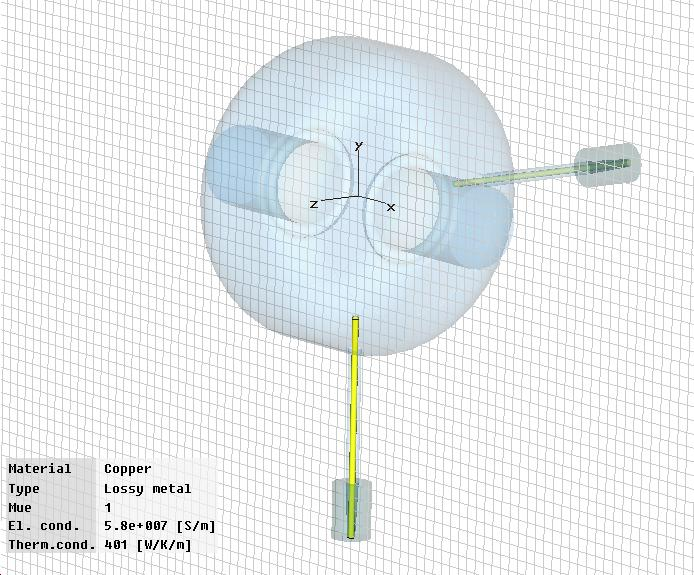 y
z
x
Material Copper
Type Lossy metal
Mue 1
El. cond. 5.8e+007 [S/m]
Therm.cond. 401 [W/K/m]